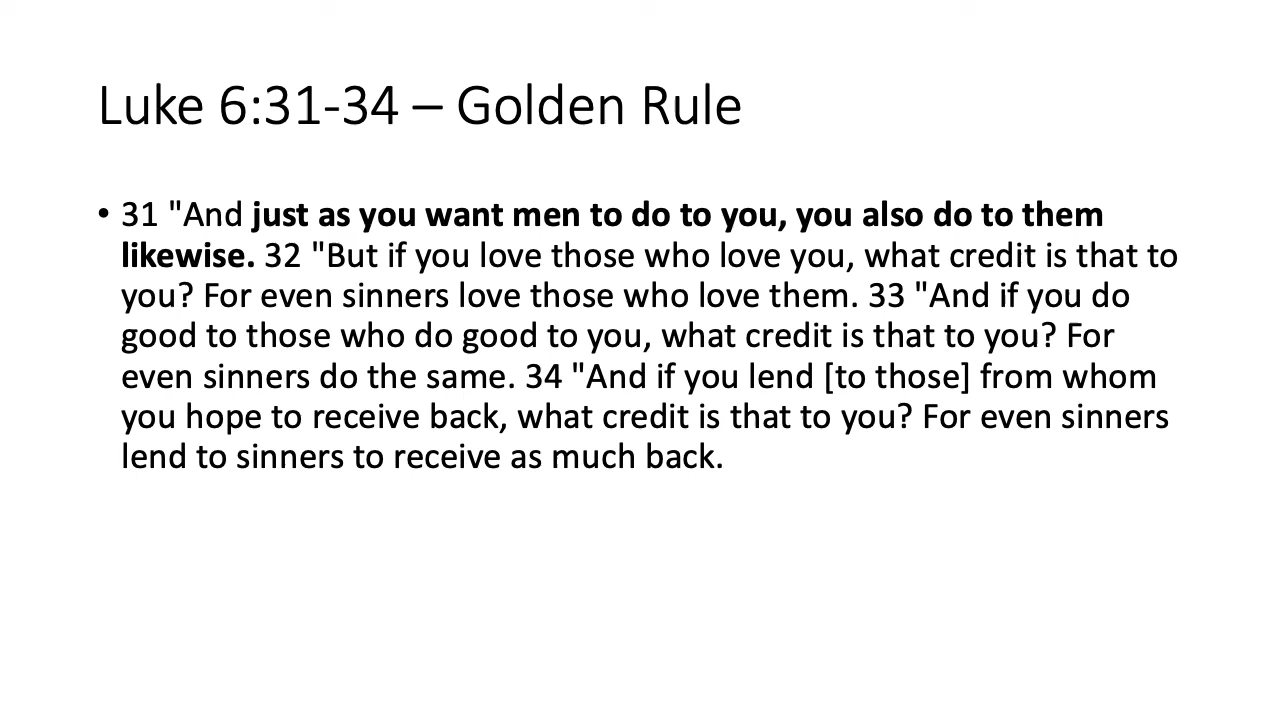 Luke 6:31-34 – Golden Rule
• 31 "And just as you want men to do to you, you also do to them
likewise. 32 "But if you love those who love you, what credit is that to
you? For even sinners love those who love them. 33 "And if you do
good to those who do good to you, what credit is that to you? For
even sinners do the same. 34 "And if you lend [to those] from whom
you hope to receive back, what credit is that to you? For even sinners
lend to sinners to receive as much back.